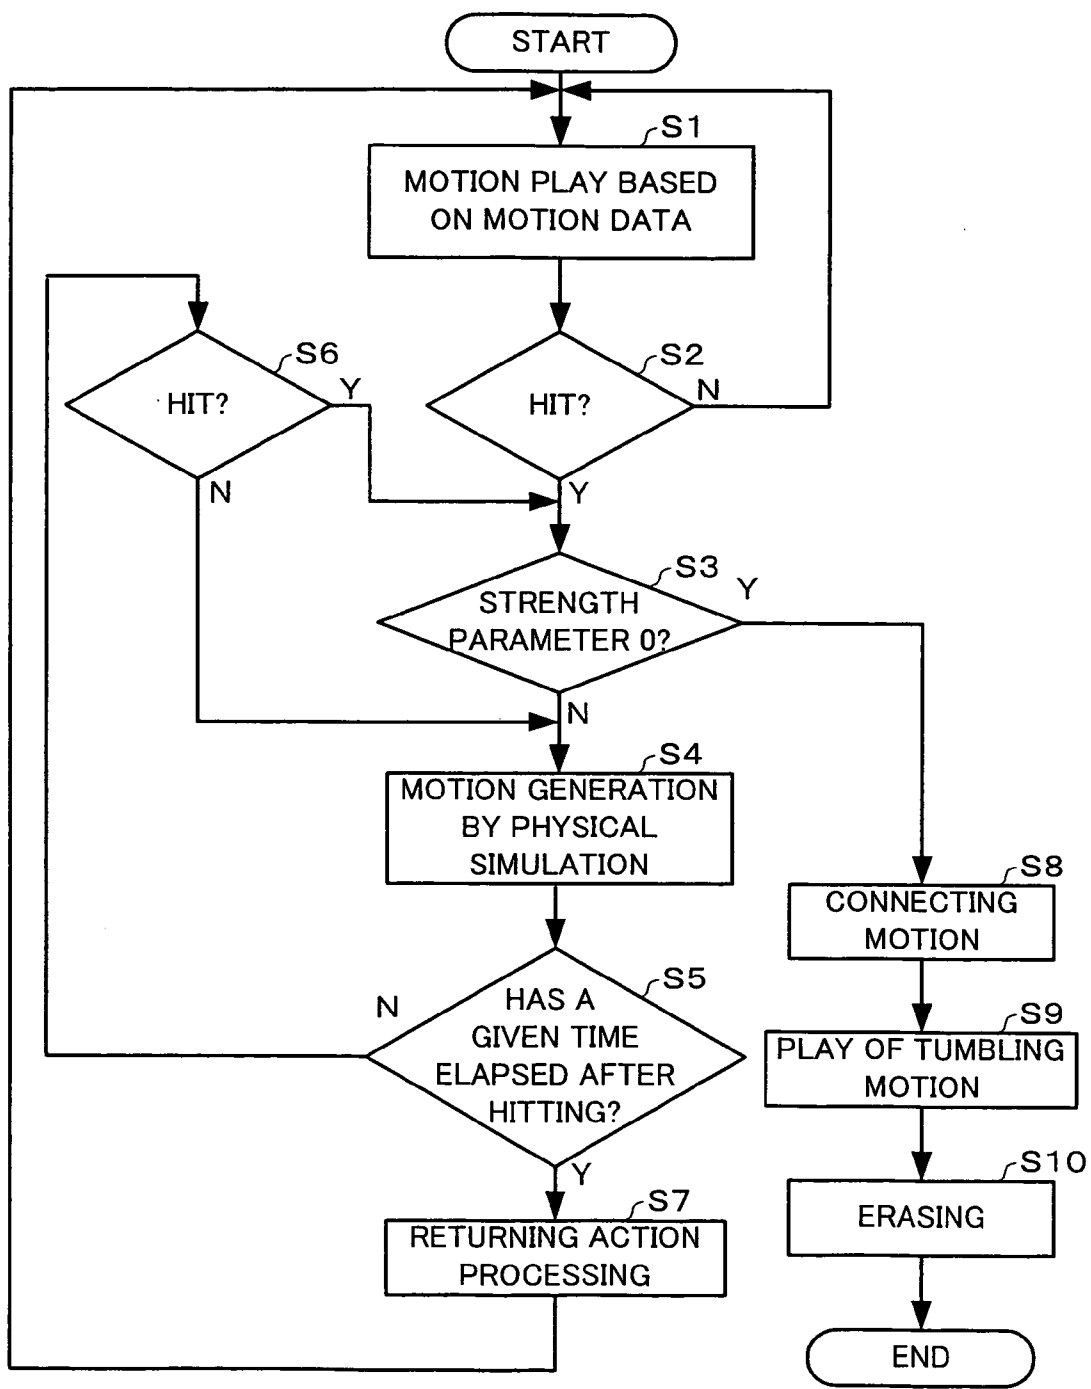 START
S1
MOTION PLAY BASED
ON MOTION DATA
S6
HIT?
Y
N
S2
HIT?
N
Y
S3
STRENGTH
PARAMETER 0?
Y
N
S4
MOTION GENERATION
BY PHYSICAL
SIMULATION
S5
HAS A
GIVEN TIME
ELAPSED AFTER
HITTING?
N
Y
S7
RETURNING ACTION
PROCESSING
S8
CONNECTING
MOTION
S9
PLAY OF TUMBLING
MOTION
S10
ERASING
END